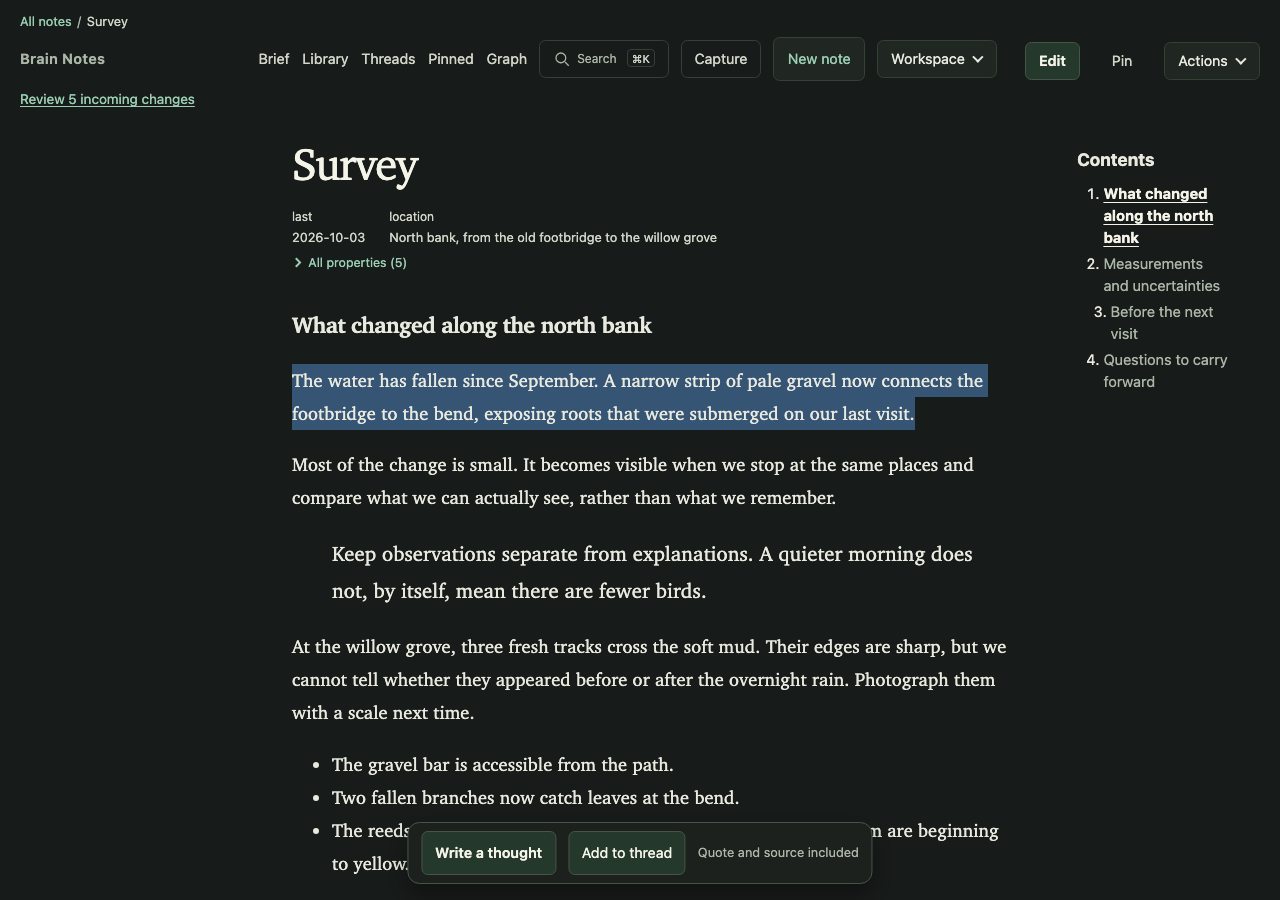 All notes / Survey
Brain Notes
Brief Library Threads Pinned Graph Search ⌘K Capture New note Workspace Edit Pin Actions
Review 5 incoming changes
Survey
last location
2026-10-03 North bank, from the old footbridge to the willow grove
All properties (5)
What changed along the north bank
The water has fallen since September. A narrow strip of pale gravel now connects the
footbridge to the bend, exposing roots that were submerged on our last visit.
Most of the change is small. It becomes visible when we stop at the same places and
compare what we can actually see, rather than what we remember.
Keep observations separate from explanations. A quieter morning does
not, by itself, mean there are fewer birds.
At the willow grove, three fresh tracks cross the soft mud. Their edges are sharp, but we
cannot tell whether they appeared before or after the overnight rain. Photograph them
with a scale next time.
• The gravel bar is accessible from the path.
• Two fallen branches now catch leaves at the bend.
• The reeds are beginning
to yellow.
Write a thought Add to thread Quote and source included
Contents
1. What changed
along the north
bank
2. Measurements
and uncertainties
3. Before the next
visit
4. Questions to carry
forward